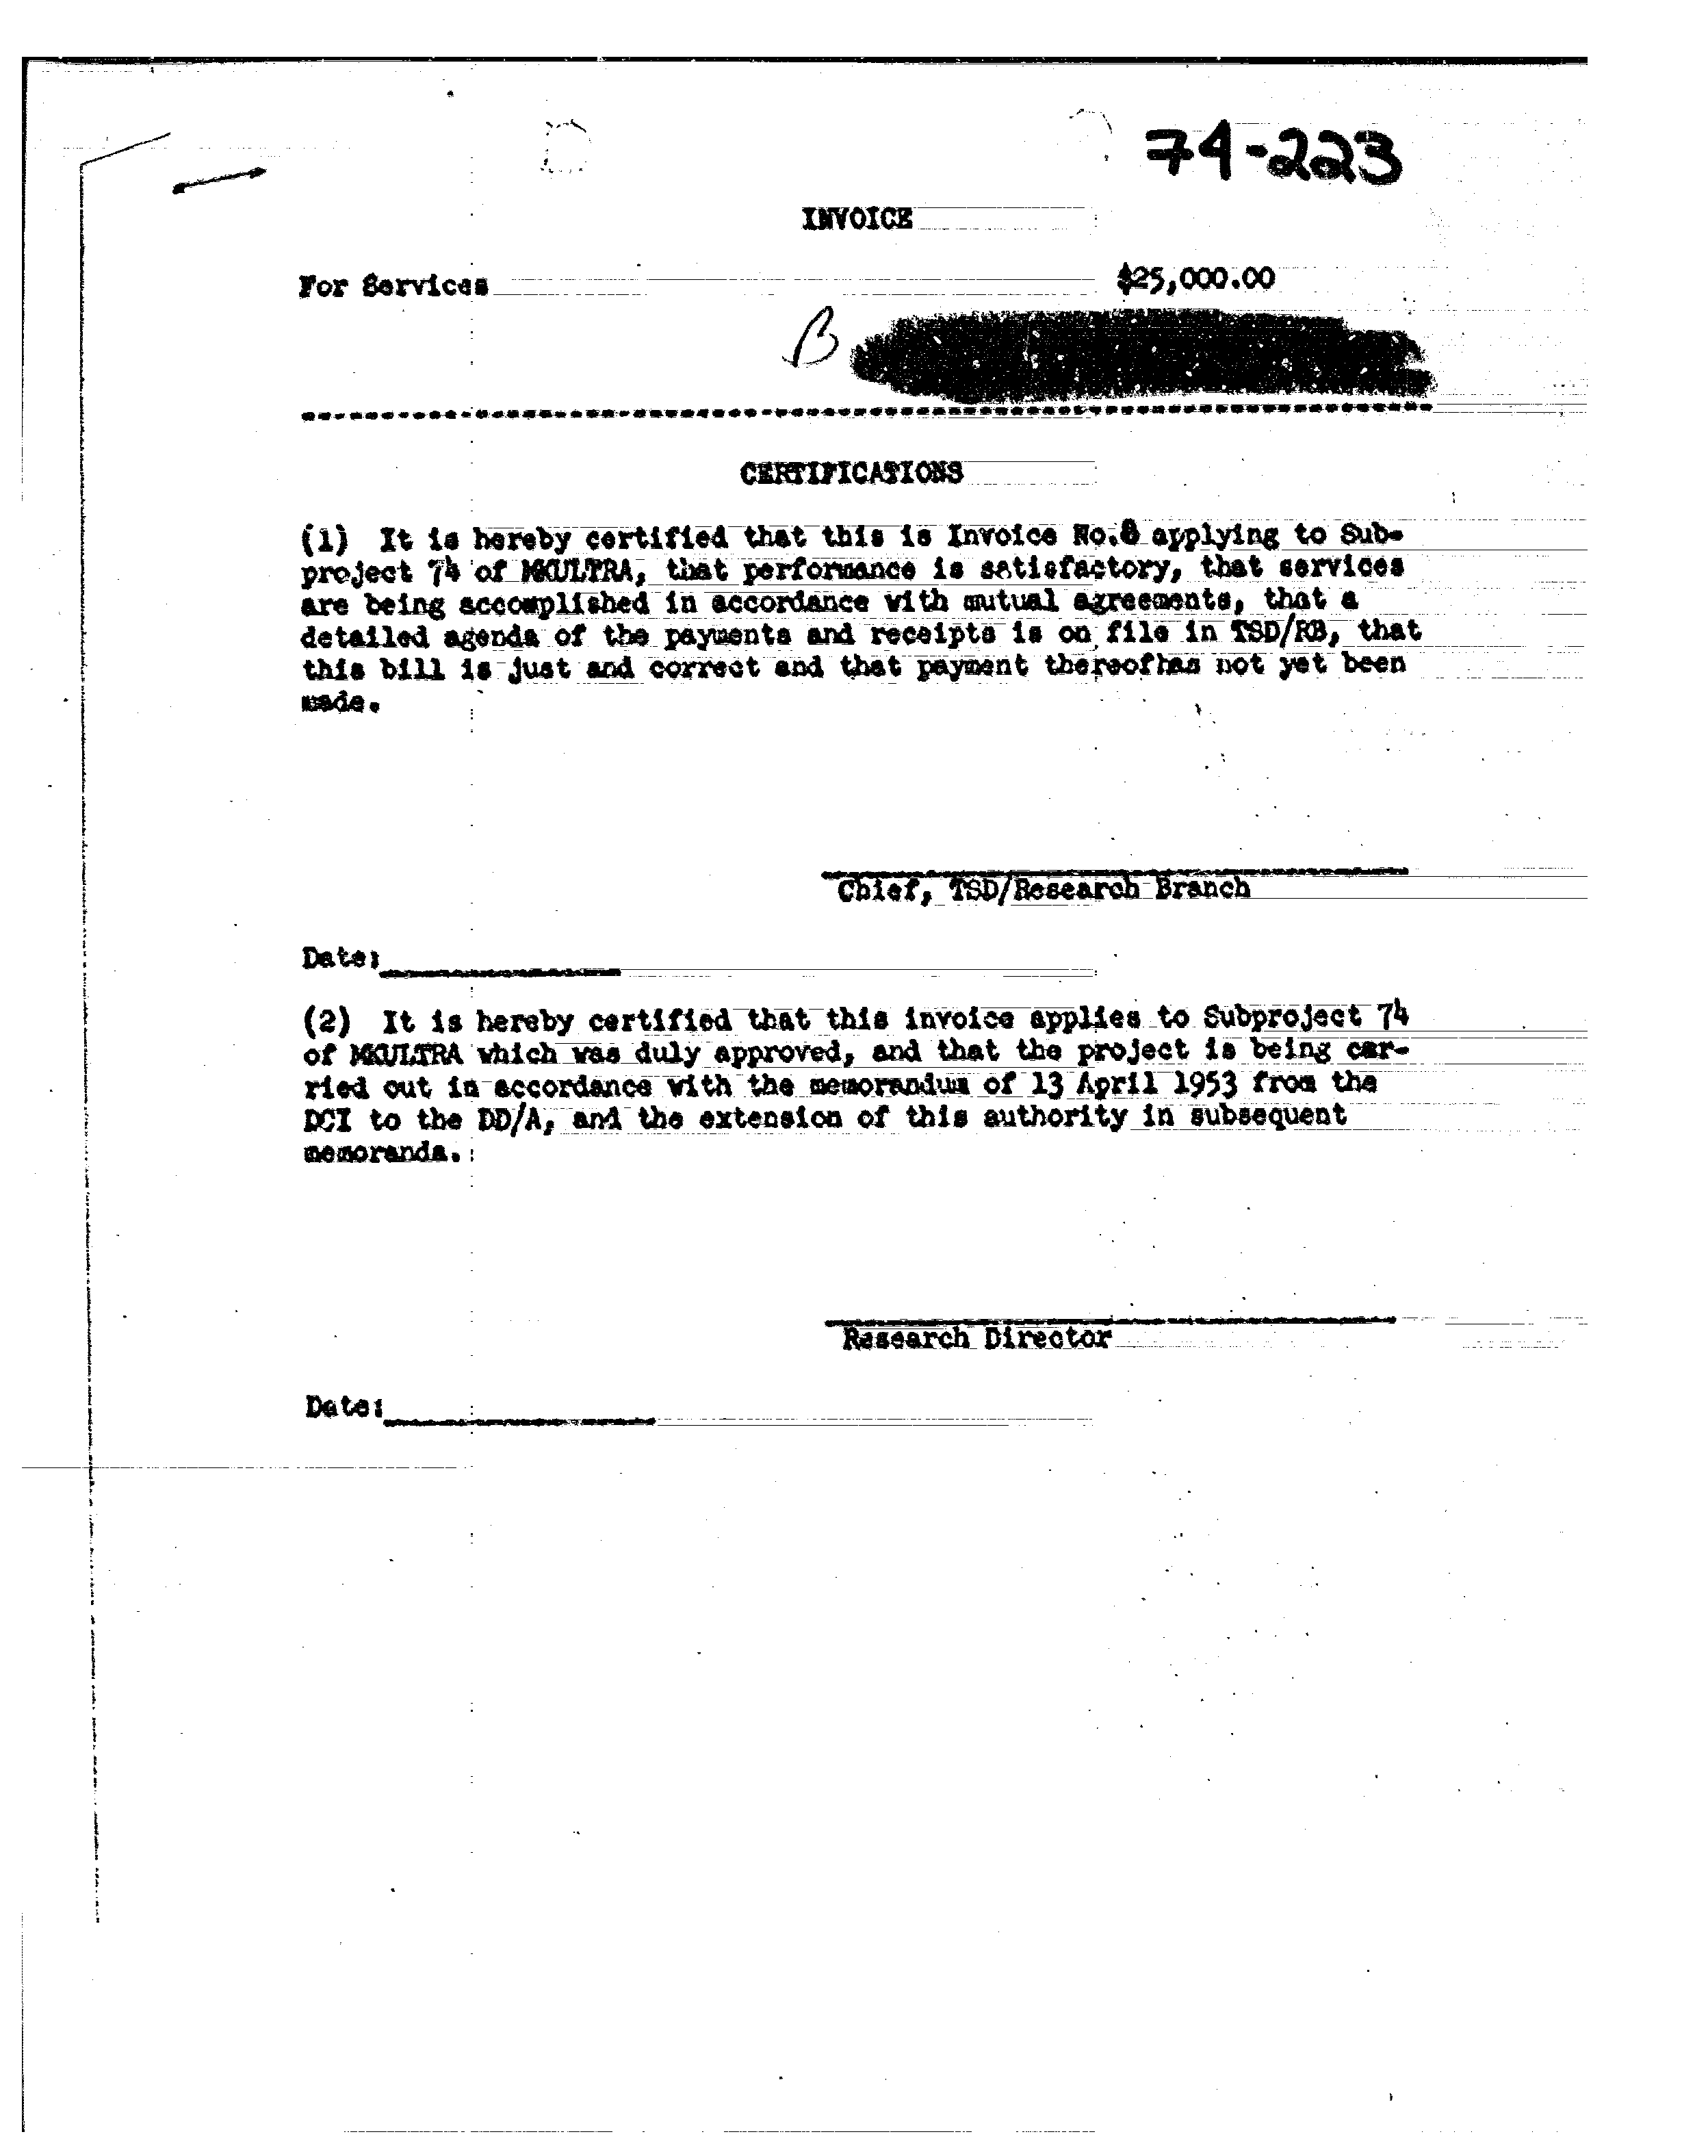 74-223
INVOICE
For Services $25,000.00
B
CERTIFICATIONS
(1) It is hereby certified that this is Invoice No.8 applying to Sub-
project 74 of MKULTRA, that performance is satisfactory, that services
are being accomplished in accordance with mutual agreements, that a
detailed agenda of the payments and receipts is on file in TSD/RB, that
this bill is just and correct and that payment thereofhas not yet been
made.
Chief, TSD/Research Branch
Date:
(2) It is hereby certified that this invoice applies to Subproject 74
of MKULTRA which was duly approved, and that the project is being car-
ried out in accordance with the memorandum of 13 April 1953 from the
DCI to the DD/A, and the extension of this authority in subsequent
memoranda.
Research Director
Date: